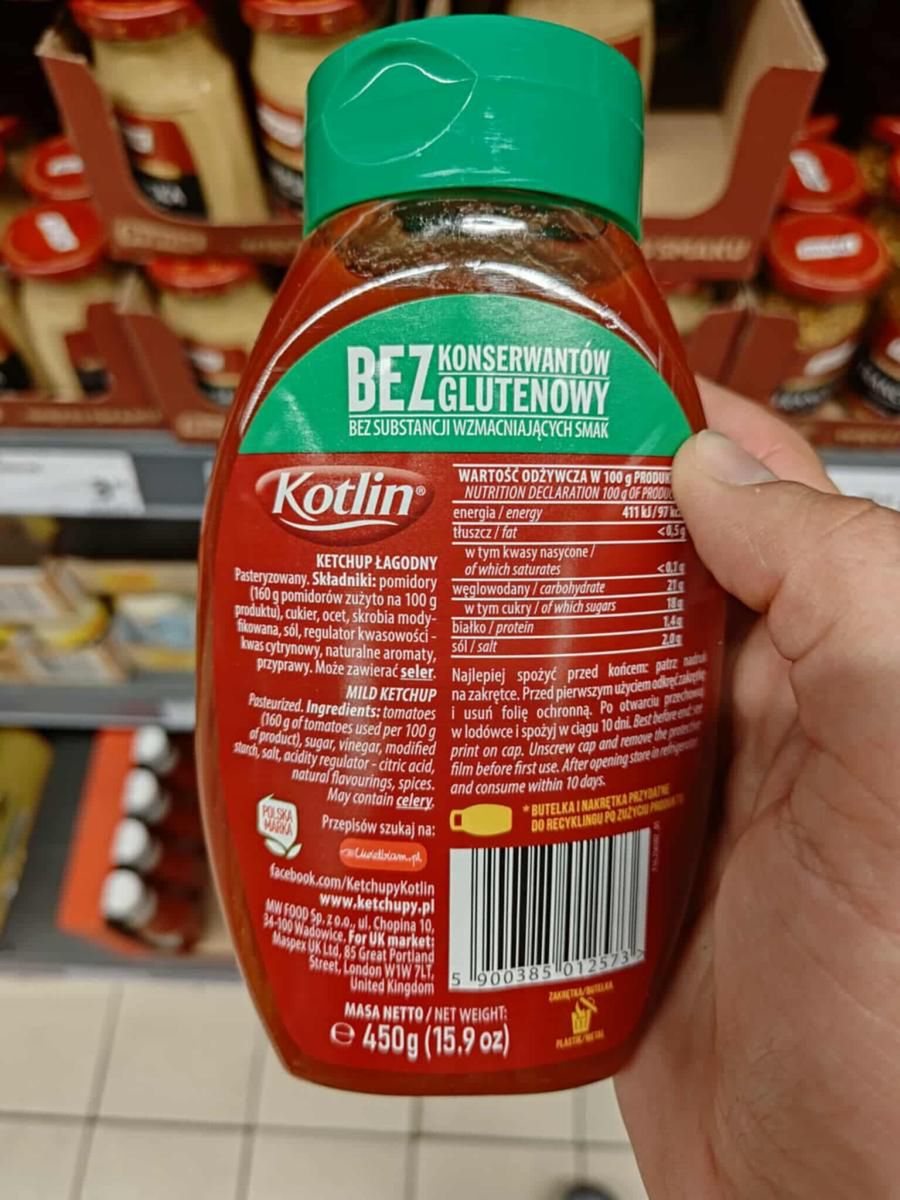 BEZ KONSERWANTÓW
GLUTENOWY
BEZ SUBSTANCJI WZMACNIAJĄCYCH SMAK
Kotlin®
KETCHUP ŁAGODNY
Pasteryzowany. Składniki: pomidory
(160 g pomidorów zużyto na 100 g
produktu), cukier, ocet, skrobia mody-
fikowana, sól, regulator kwasowości -
kwas cytrynowy, naturalne aromaty,
przyprawy. Może zawierać seler.
MILD KETCHUP
Pasteurized. Ingredients: tomatoes
(160 g of tomatoes used per 100 g
of product), sugar, vinegar, modified
starch, salt, acidity regulator - citric acid,
natural flavourings, spices.
May contain celery.
POLSKA
MARKA
Przepisów szukaj na:
Ćwielbiam.pl
facebook.com/KetchupyKotlin
www.ketchupy.pl
MW FOOD Sp. z o.o., ul. Chopina 10,
34-100 Wadowice. For UK market:
Maspex UK Ltd, 85 Great Portland
Street, London W1W 7LT,
United Kingdom
MASA NETTO / NET WEIGHT:
e 450g (15.9 oz)
WARTOŚĆ ODŻYWCZA W 100 g
NUTRITION DECLARATION 100 g OF
energia / energy 411 kJ / 97
tłuszcz / fat <0,5 g
w tym kwasy nasycone /
of which saturates <0,1 g
węglowodany / carbohydrate 21 g
w tym cukry / of which sugars 18 g
białko / protein 1.4 g
sól / salt 2.0 g
Najlepiej spożyć przed końcem: patrz nadruk
na zakrętce. Przed pierwszym użyciem odkręć zakrętkę
i usuń folię ochronną. Po otwarciu przechowuj
w lodówce i spożyj w ciągu 10 dni. Best before end: see
print on cap. Unscrew cap and remove the protective
film before first use. After opening store in refrigerator
and consume within 10 days.
* BUTELKA I NAKRĘTKA PRZYDATNE
DO RECYKLINGU PO ZUŻYCIU PRODUKTU
5 900385 012573 >
ZAKRĘTKA/BUTELKA
PLASTIK/METAL
SMAKU